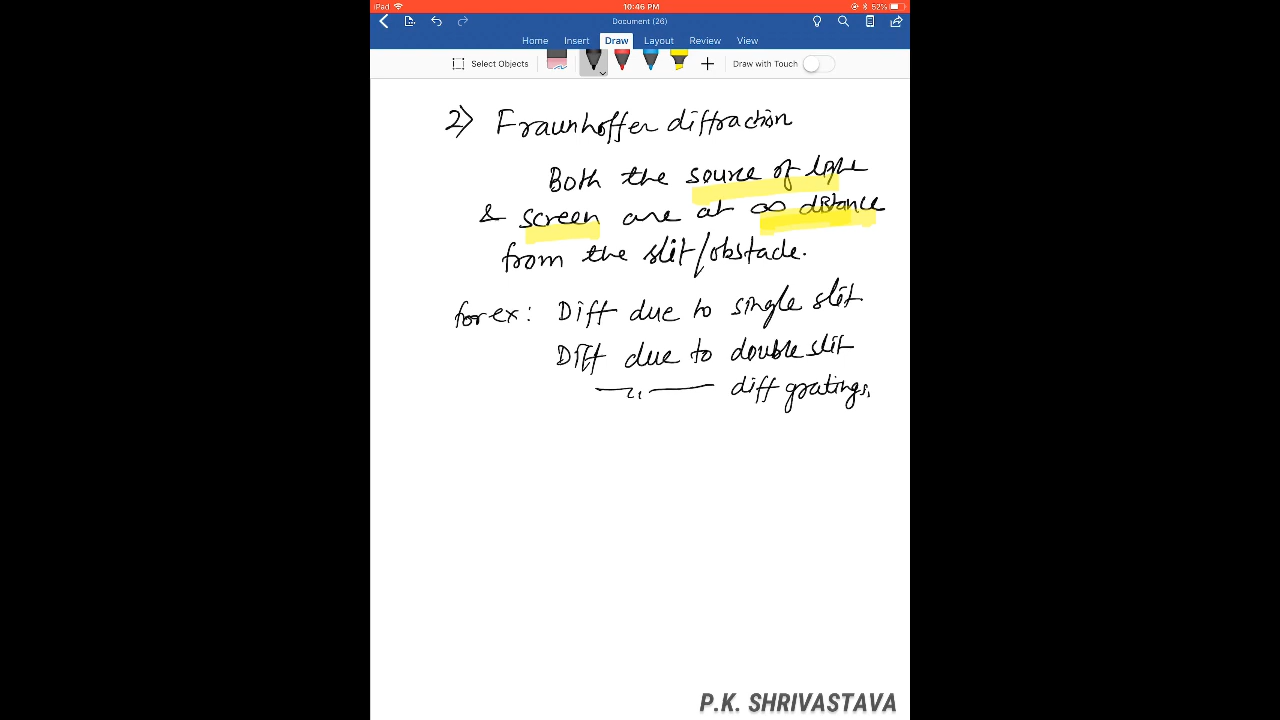 iPad 10:46 PM 52%
Document (26)
Home Insert Draw Layout Review View
Select Objects Draw with Touch
2) Fraunhoffer diffraction
Both the source of light
& screen are at ∞ distance
from the slit/obstacle.
for ex: Diff due to single slit
Diff due to double slit
—〃— diff gratings.
P.K. SHRIVASTAVA